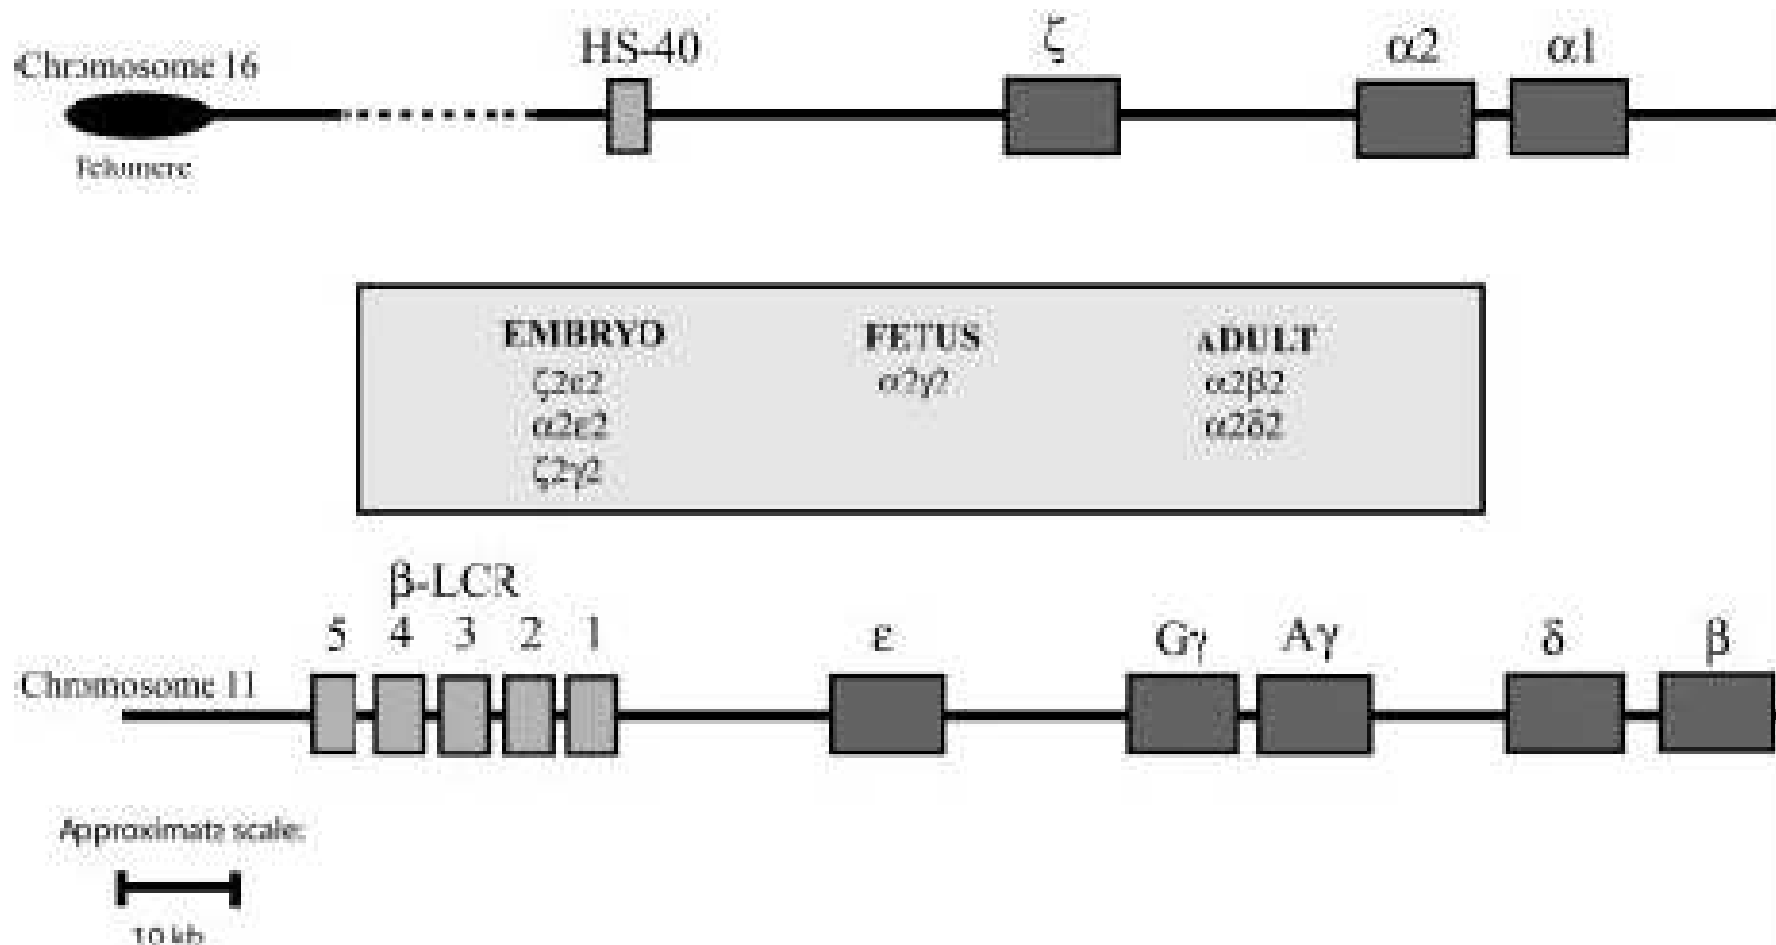 HS-40 ζ α2 α1
Chromosome 16
Telomere
EMBRYO FETUS ADULT
ζ2ε2 α2γ2 α2β2
α2ε2 α2δ2
ζ2γ2
β-LCR
5 4 3 2 1 ε Gγ Aγ δ β
Chromosome 11
Approximate scale:
10 kb